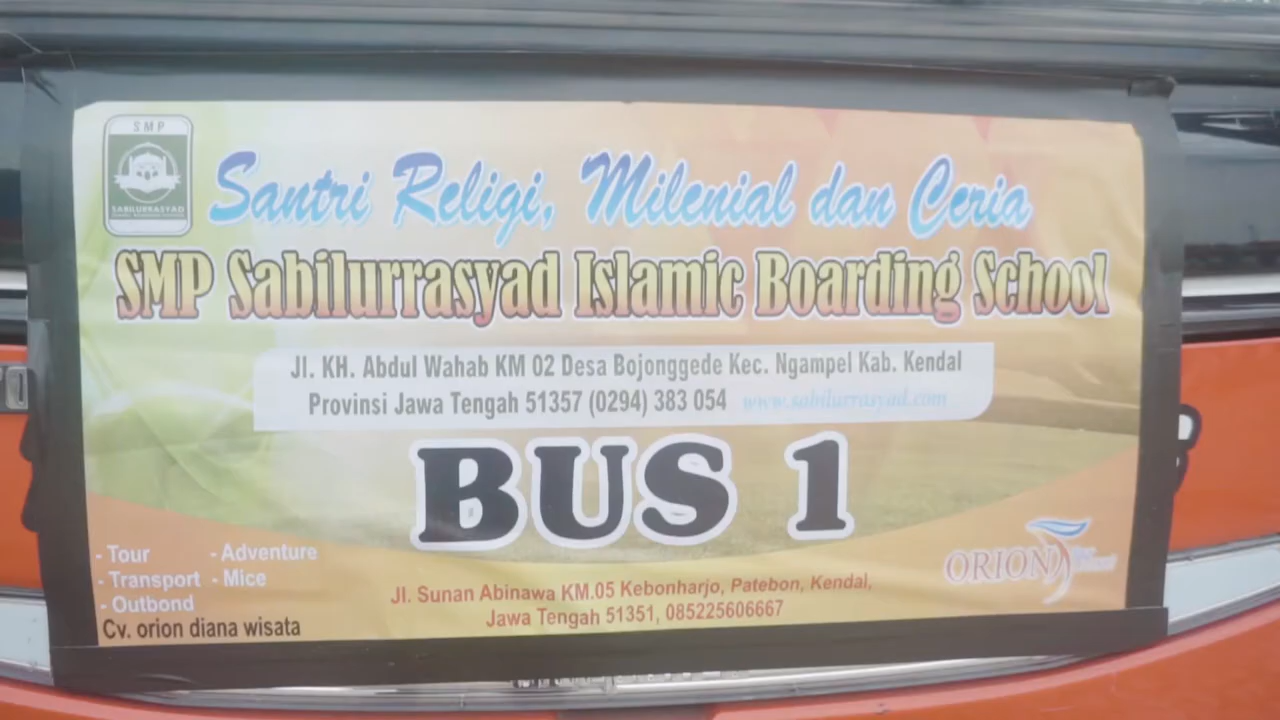 SMP
SABILURRASYAD
Santri Religi, Milenial dan Ceria
SMP Sabilurrasyad Islamic Boarding School
Jl. KH. Abdul Wahab KM 02 Desa Bojonggede Kec. Ngampel Kab. Kendal
Provinsi Jawa Tengah 51357 (0294) 383 054 www.sabilurrasyad.com
BUS 1
- Tour - Adventure
- Transport - Mice
- Outbond
Cv. orion diana wisata
Jl. Sunan Abinawa KM.05 Kebonharjo, Patebon, Kendal,
Jawa Tengah 51351, 085225606667
ORION